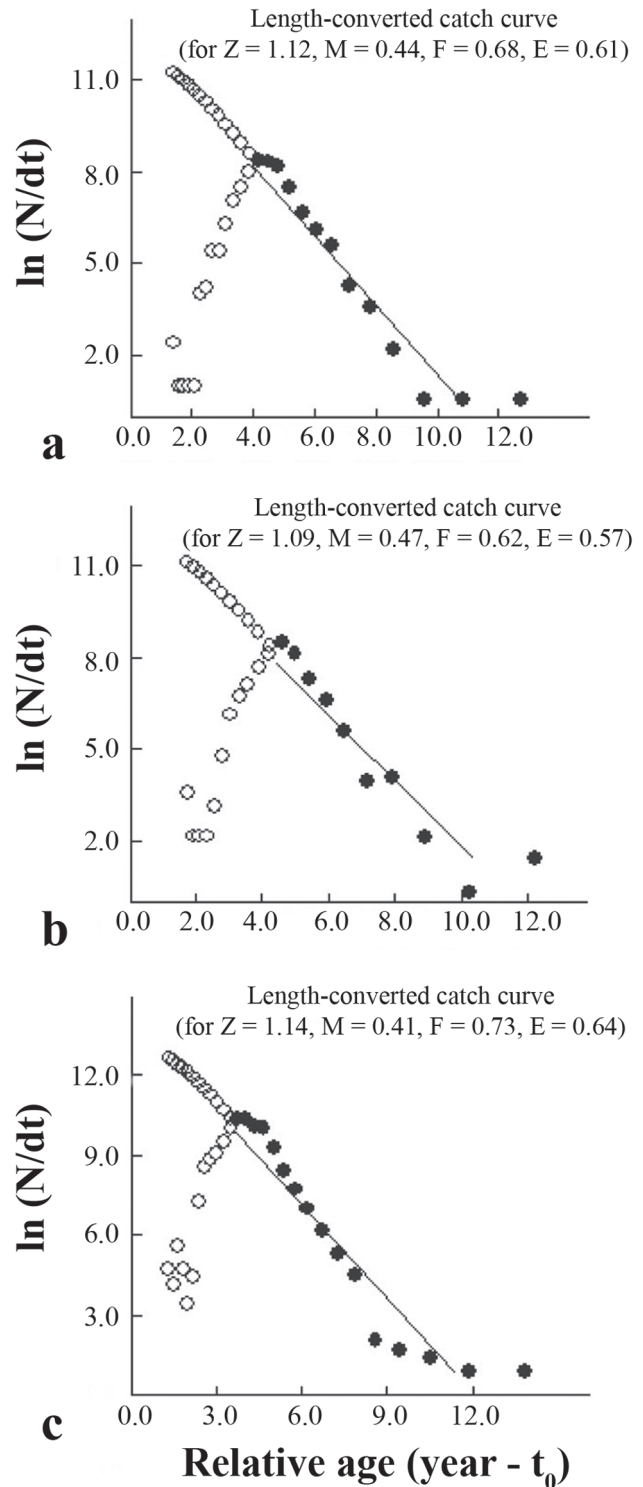 Length-converted catch curve
(for Z = 1.12, M = 0.44, F = 0.68, E = 0.61)
ln (N/dt)
11.0
8.0
5.0
2.0
0.0 2.0 4.0 6.0 8.0 10.0 12.0
a
Length-converted catch curve
(for Z = 1.09, M = 0.47, F = 0.62, E = 0.57)
ln (N/dt)
11.0
8.0
5.0
2.0
0.0 2.0 4.0 6.0 8.0 10.0 12.0
b
Length-converted catch curve
(for Z = 1.14, M = 0.41, F = 0.73, E = 0.64)
ln (N/dt)
12.0
9.0
6.0
3.0
0.0 3.0 6.0 9.0 12.0
c
Relative age (year - t0)